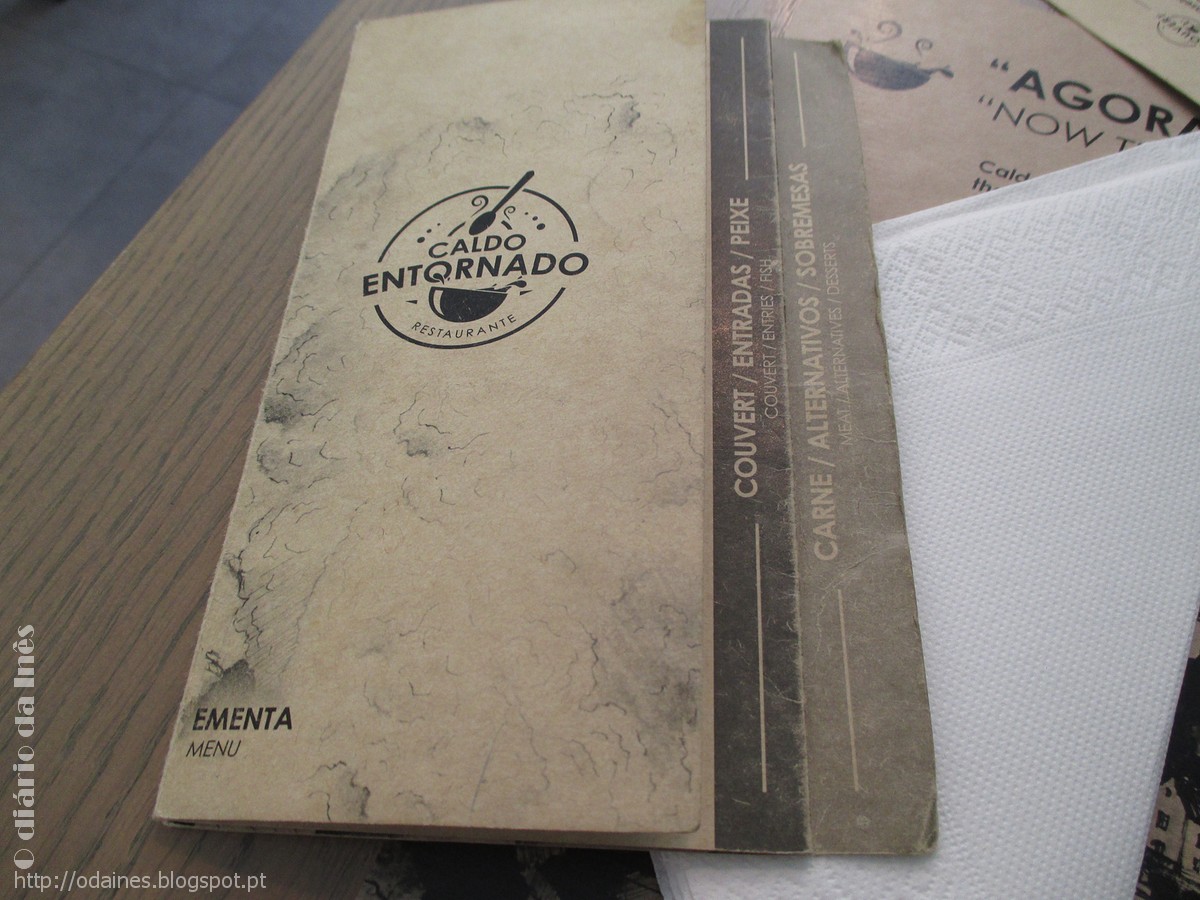 CALDO
ENTORNADO
RESTAURANTE
EMENTA
MENU
COUVERT / ENTRADAS / PEIXE
COUVERT / ENTRIES / FISH
CARNE / ALTERNATIVOS / SOBREMESAS
MEAT / ALTERNATIVES / DESSERTS
"AGORA
"NOW
O diário da Inês
http://odaines.blogspot.pt